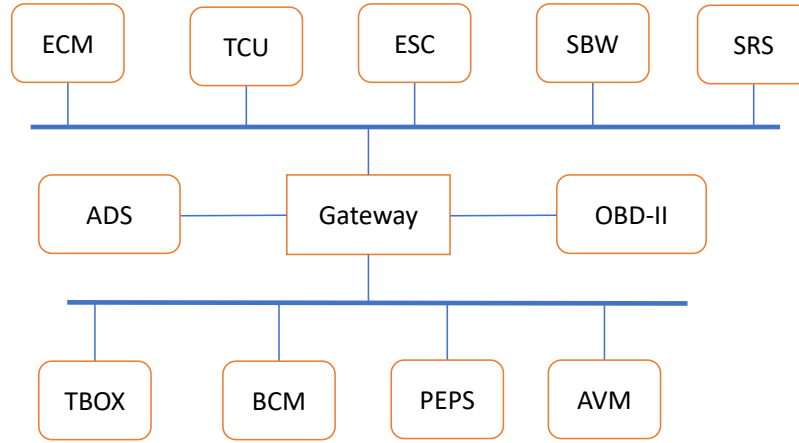 ECM
TCU
ESC
SBW
SRS
ADS
Gateway
OBD-II
TBOX
BCM
PEPS
AVM